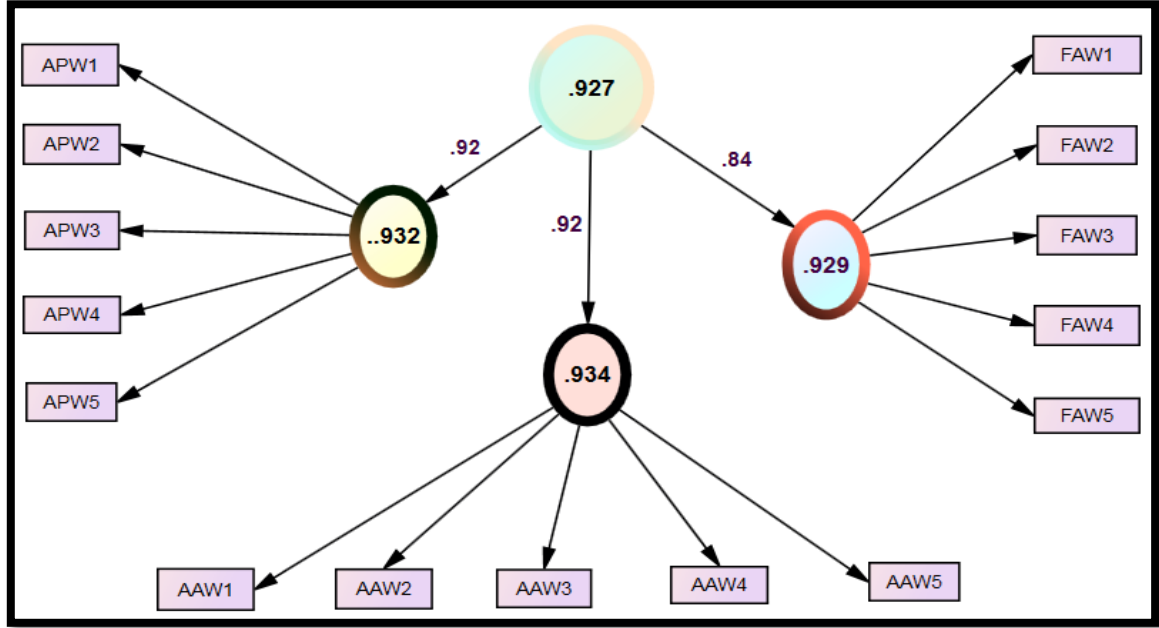 APW1
APW2
APW3
APW4
APW5
.927
.92
.92
.84
..932
.934
.929
FAW1
FAW2
FAW3
FAW4
FAW5
AAW1
AAW2
AAW3
AAW4
AAW5